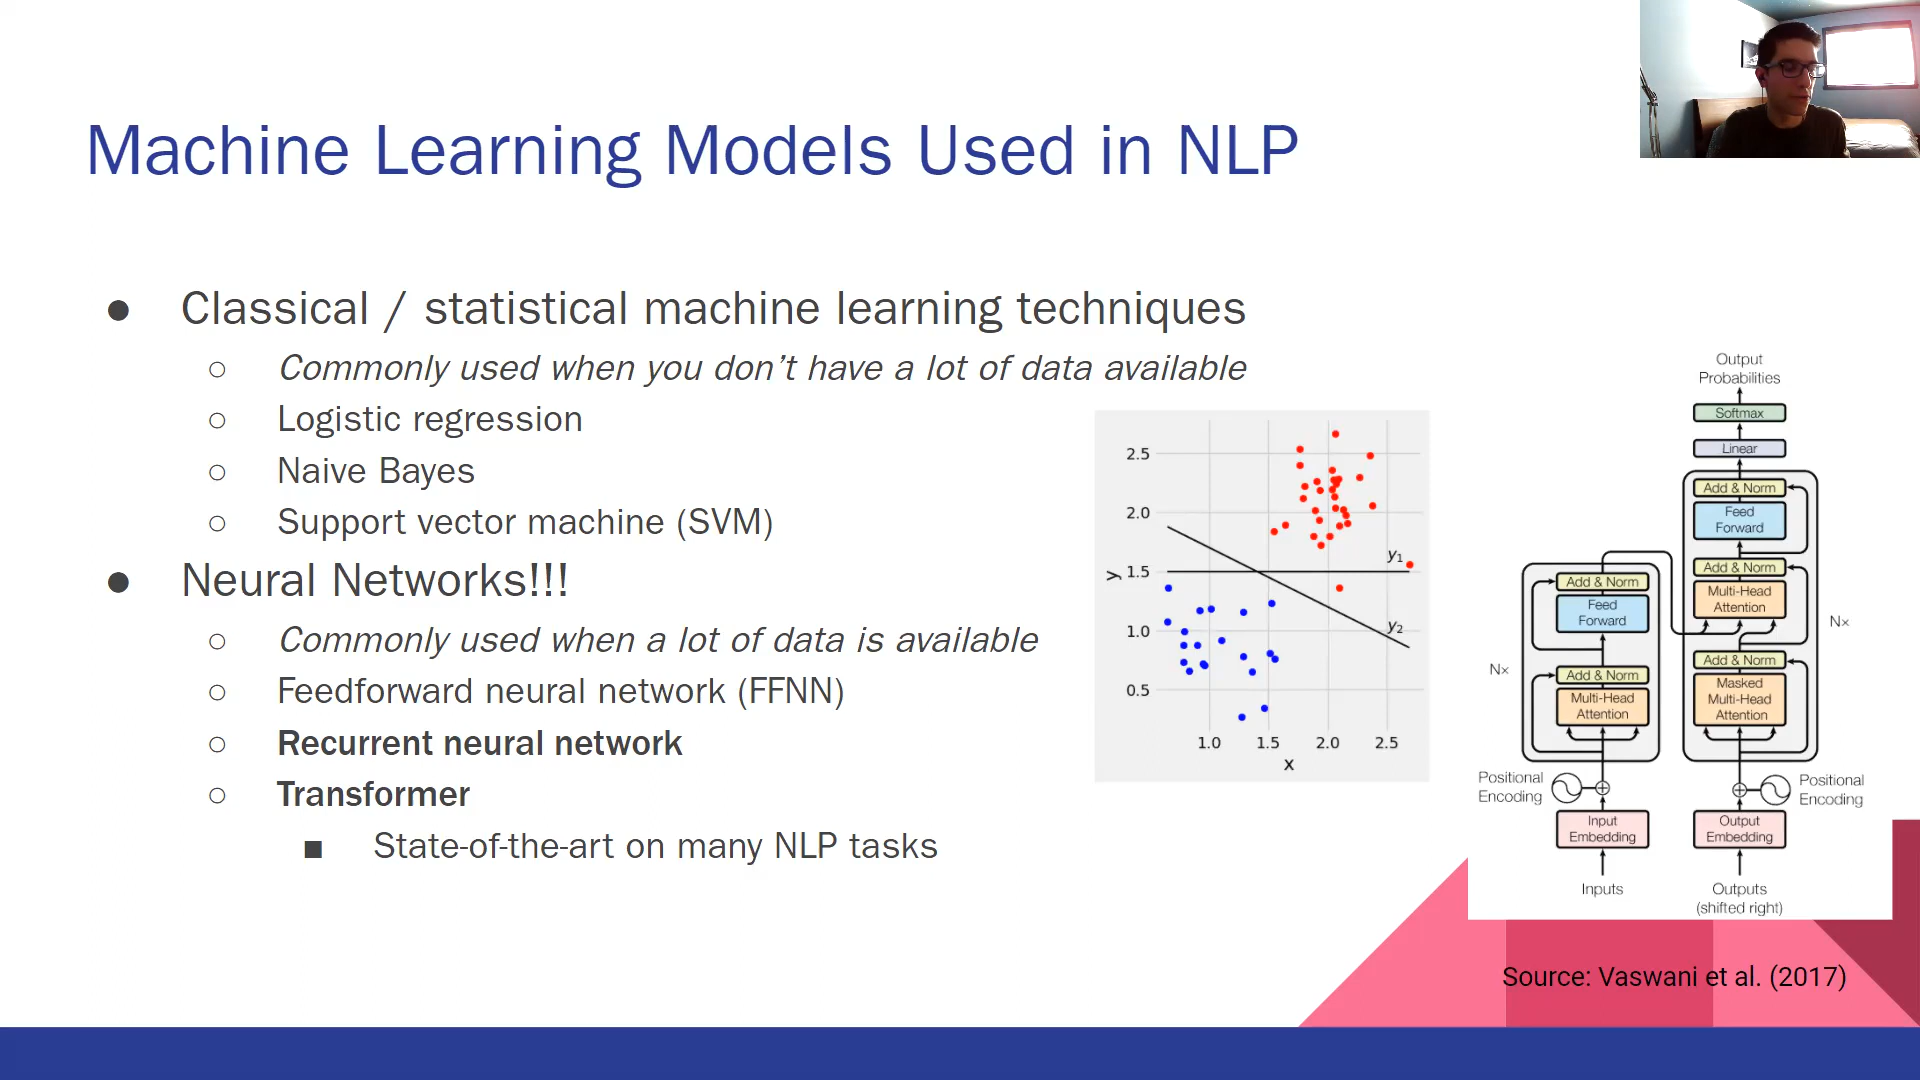 Machine Learning Models Used in NLP
● Classical / statistical machine learning techniques
○ Commonly used when you don’t have a lot of data available
○ Logistic regression
○ Naive Bayes
○ Support vector machine (SVM)
● Neural Networks!!!
○ Commonly used when a lot of data is available
○ Feedforward neural network (FFNN)
○ Recurrent neural network
○ Transformer
■ State-of-the-art on many NLP tasks
2.5
2.0
1.5
1.0
0.5
y
y1
y2
1.0 1.5 2.0 2.5
x
Output
Probabilities
Softmax
Linear
Add & Norm
Feed
Forward
Add & Norm
Multi-Head
Attention
Nx
Add & Norm
Masked
Multi-Head
Attention
Add & Norm
Feed
Forward
Nx
Add & Norm
Multi-Head
Attention
Positional
Encoding
Positional
Encoding
Input
Embedding
Output
Embedding
Inputs
Outputs
(shifted right)
Source: Vaswani et al. (2017)